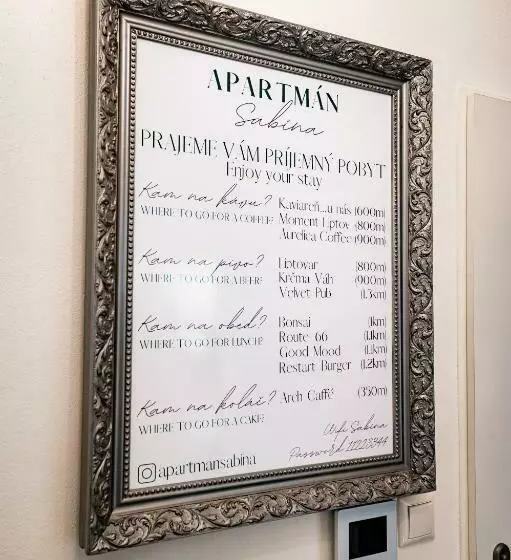 APARTMÁN
Sabina
PRAJEME VÁM PRÍJEMNÝ POBYT
Enjoy your stay
Kam na kávu? Kaviareň...u nás (600m)
WHERE TO GO FOR A COFFEE? Moment Liptov (800m)
Aurelica Coffee (900m)
Kam na pivo? Liptovar (800m)
WHERE TO GO FOR A BEER? Krčma Váh (900m)
Velvet Pub (1,3km)
Kam na obed? Bonsai (1km)
WHERE TO GO FOR LUNCH? Route 66 (1,1km)
Good Mood (1,1km)
Restart Burger (1,2km)
Kam na koláč? Arch Caffé (350m)
WHERE TO GO FOR A CAKE?
Wifi Sabina
Password
apartmansabina